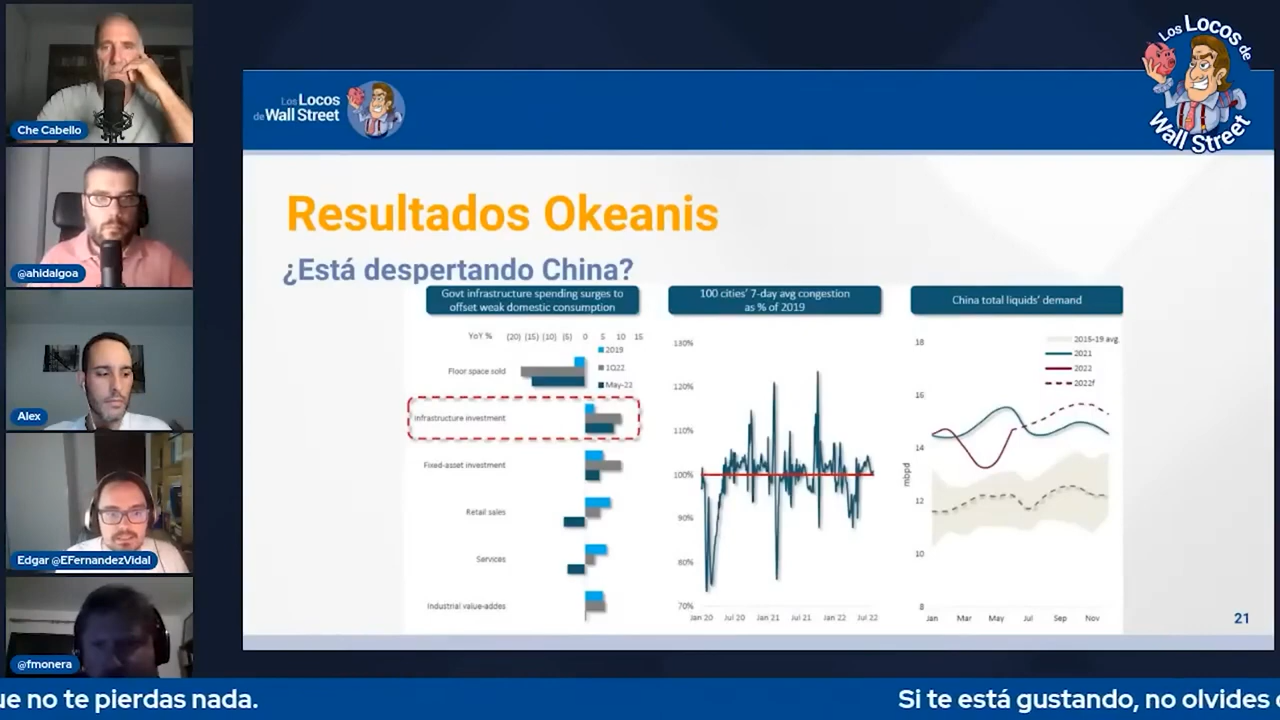 Che Cabello
@ahidalgoa
Alex
Edgar @EFernandezVidal
@fmonera
Los Locos
de Wall Street
Los Locos de
Wall Street
Resultados Okeanis
¿Está despertando China?
Govt infrastructure spending surges to
offset weak domestic consumption
YoY %
(20) (15) (10) (5) 0 5 10 15
2019
1Q22
May-22
Floor space sold
Infrastructure investment
Fixed-asset investment
Retail sales
Services
Industrial value-addes
100 cities' 7-day avg congestion
as % of 2019
130%
120%
110%
100%
90%
80%
70%
Jan 20 Jul 20 Jan 21 Jul 21 Jan 22 Jul 22
China total liquids' demand
18
16
14
12
10
8
mbpd
2015-19 avg.
2021
2022
2022f
Jan Mar May Jul Sep Nov
21
ue no te pierdas nada.
Si te está gustando, no olvides